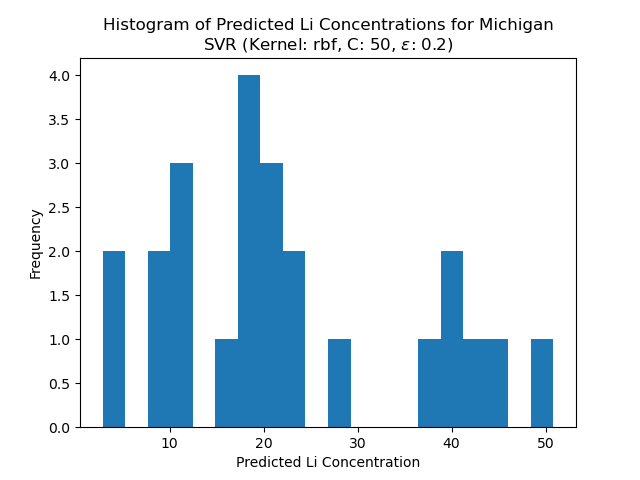 Histogram of Predicted Li Concentrations for Michigan
SVR (Kernel: rbf, C: 50, ε: 0.2)
Frequency
4.0
3.5
3.0
2.5
2.0
1.5
1.0
0.5
0.0
10 20 30 40 50
Predicted Li Concentration